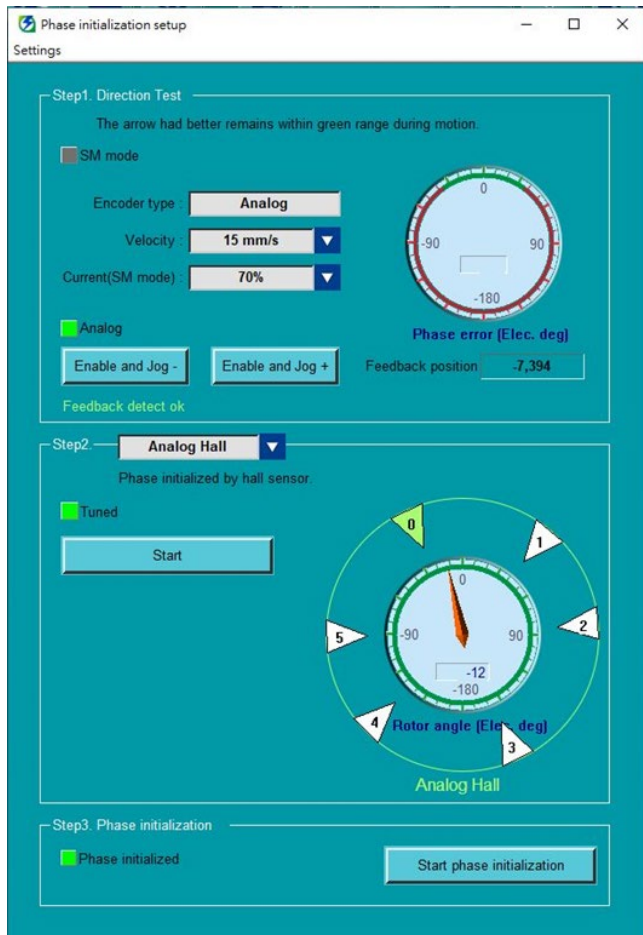 Phase initialization setup
Settings
Step1. Direction Test
The arrow had better remains within green range during motion.
SM mode
Encoder type : Analog
Velocity : 15 mm/s
Current(SM mode) : 70%
0
-90 90
-180
Phase error (Elec. deg)
Analog
Enable and Jog - Enable and Jog + Feedback position -7,394
Feedback detect ok
Step2. Analog Hall
Phase initialized by hall sensor.
Tuned
Start
0
1
2
3
4
5
0
-90 90
-12
-180
Rotor angle (Elec. deg)
Analog Hall
Step3. Phase initialization
Phase initialized
Start phase initialization